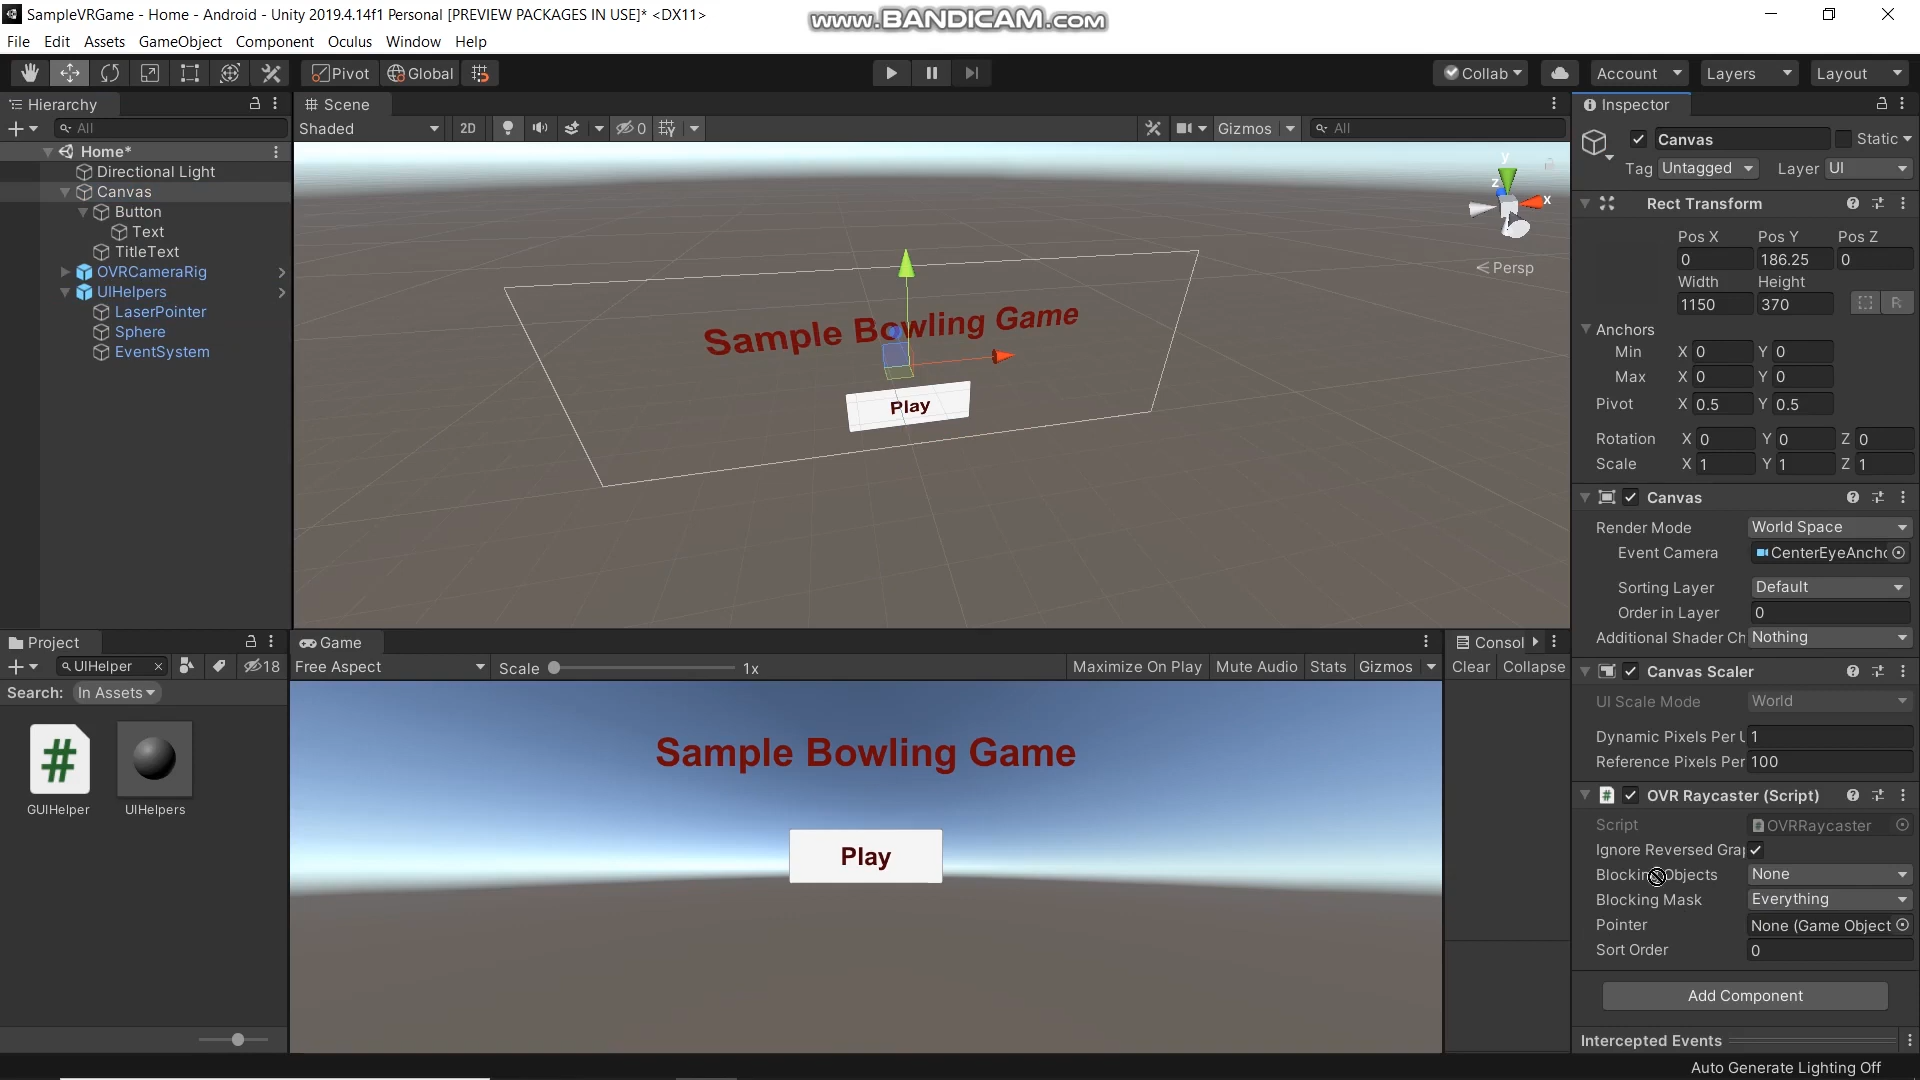 SampleVRGame - Home - Android - Unity 2019.4.14f1 Personal [PREVIEW PACKAGES IN USE]* <DX11>
www.BANDICAM.com
File Edit Assets GameObject Component Oculus Window Help
Pivot Global Collab Account Layers Layout
Hierarchy
All
Home*
Directional Light
Canvas
Button
Text
TitleText
OVRCameraRig
UIHelpers
LaserPointer
Sphere
EventSystem
Scene
Shaded 2D 0 Gizmos All
y
z
x
Persp
Sample Bowling Game
Play
Project
UIHelper 18
Search: In Assets
GUIHelper UIHelpers
Game
Free Aspect Scale 1x Maximize On Play Mute Audio Stats Gizmos
Sample Bowling Game
Play
Consol
Clear Collapse
Inspector
Canvas Static
Tag Untagged Layer UI
Rect Transform
Pos X Pos Y Pos Z
0 186.25 0
Width Height
1150 370 R
Anchors
Min X 0 Y 0
Max X 0 Y 0
Pivot X 0.5 Y 0.5
Rotation X 0 Y 0 Z 0
Scale X 1 Y 1 Z 1
Canvas
Render Mode World Space
Event Camera CenterEyeAncho
Sorting Layer Default
Order in Layer 0
Additional Shader Ch Nothing
Canvas Scaler
UI Scale Mode World
Dynamic Pixels Per U 1
Reference Pixels Per 100
OVR Raycaster (Script)
Script OVRRaycaster
Ignore Reversed Grap
Blocking Objects None
Blocking Mask Everything
Pointer None (Game Object
Sort Order 0
Add Component
Intercepted Events
Auto Generate Lighting Off